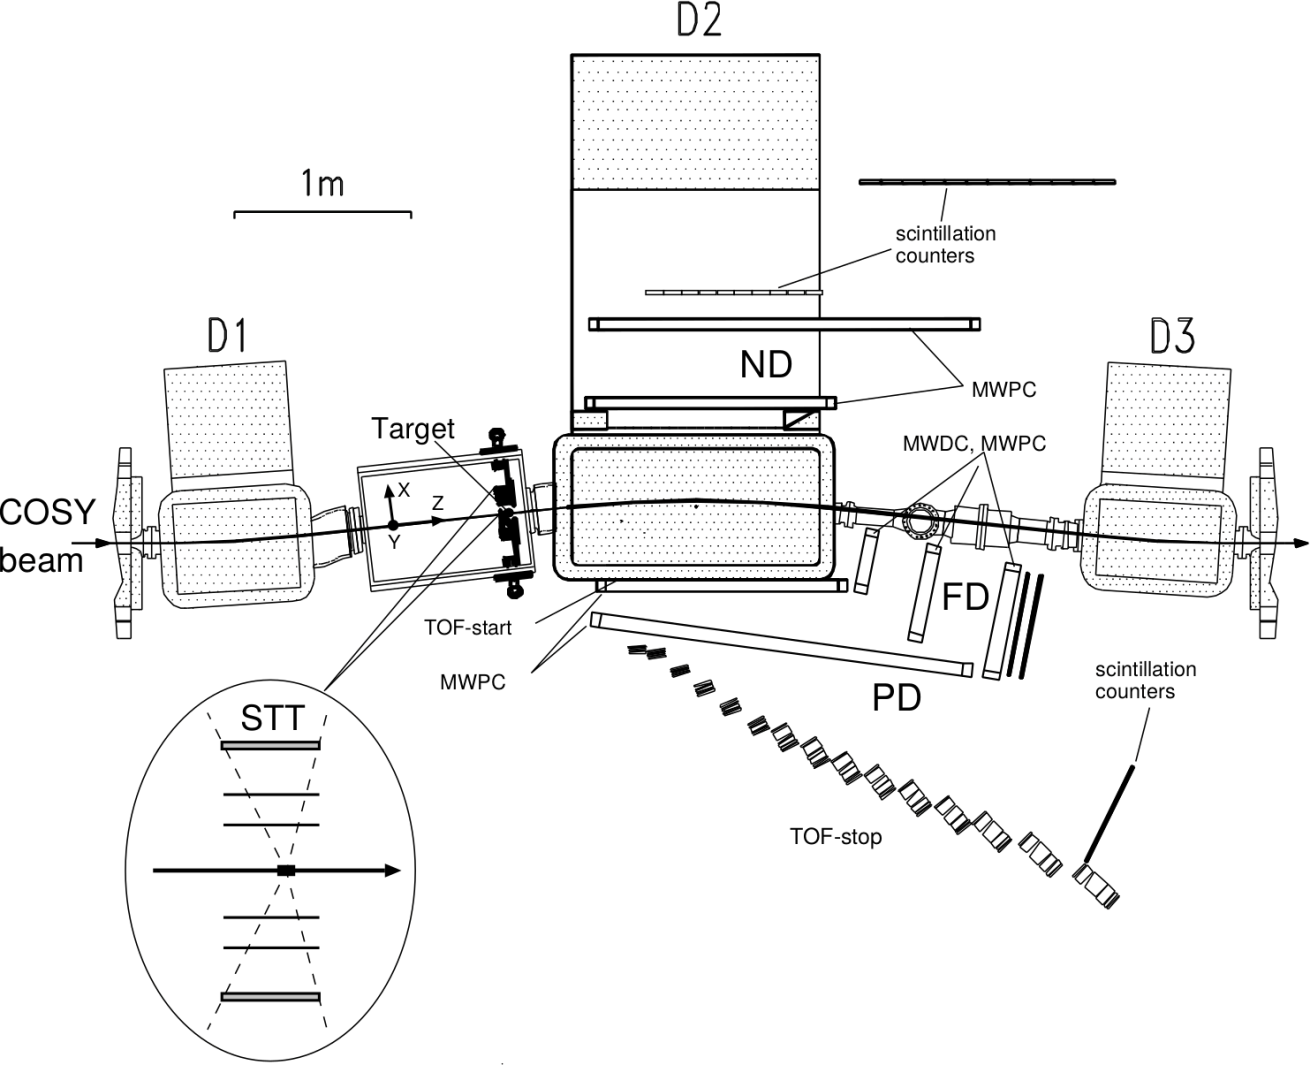 D2
1m
scintillation
counters
D1
D3
ND
MWPC
Target
MWDC, MWPC
X
Z
Y
COSY
beam
FD
TOF-start
MWPC
PD
scintillation
counters
STT
TOF-stop